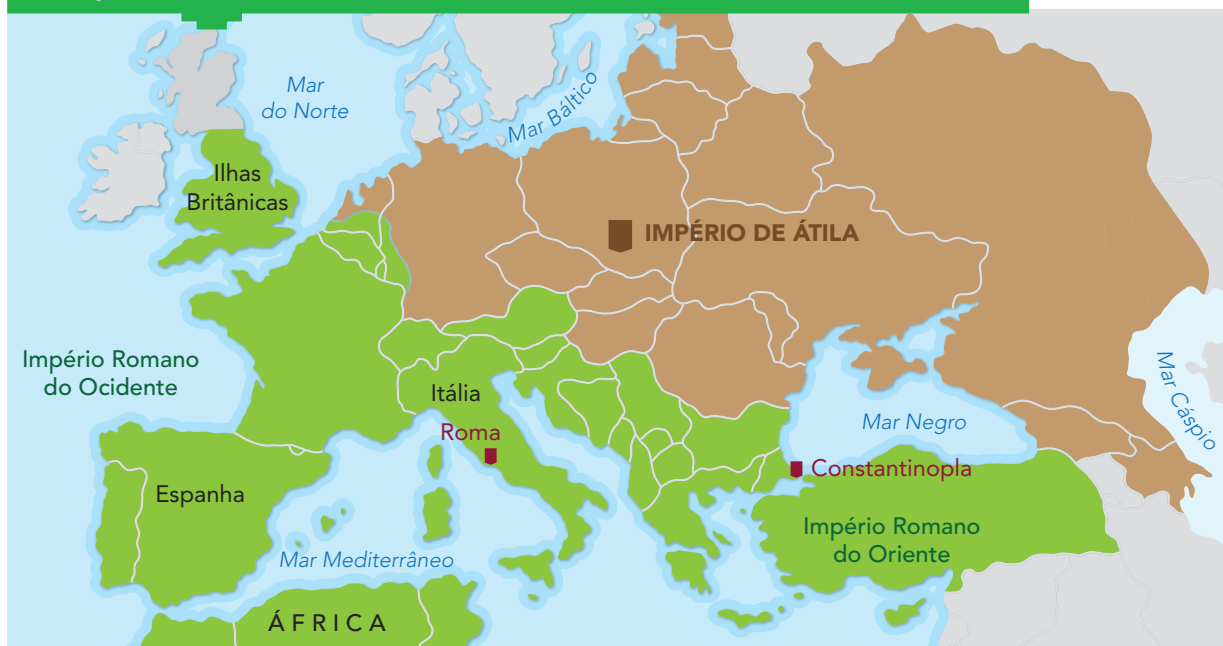 Mar
do Norte
Mar Báltico
Ilhas
Britânicas
IMPÉRIO DE ÁTILA
Império Romano
do Ocidente
Itália
Roma
Mar Negro
Mar Cáspio
Constantinopla
Espanha
Império Romano
do Oriente
Mar Mediterrâneo
ÁFRICA